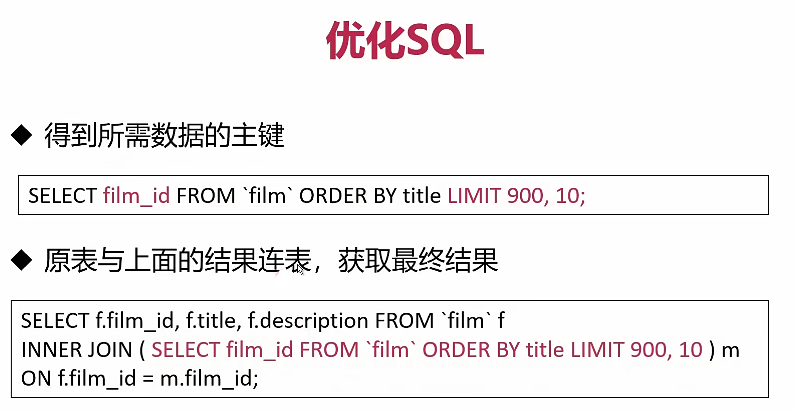 优化SQL
◆ 得到所需数据的主键
SELECT film_id FROM `film` ORDER BY title LIMIT 900, 10;
◆ 原表与上面的结果连表，获取最终结果
SELECT f.film_id, f.title, f.description FROM `film` f
INNER JOIN ( SELECT film_id FROM `film` ORDER BY title LIMIT 900, 10 ) m
ON f.film_id = m.film_id;